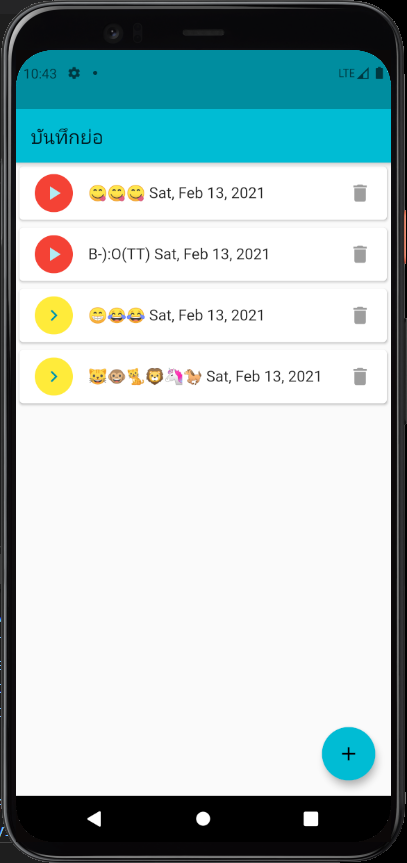 10:43 LTE
บันทึกย่อ
😋😋😋 Sat, Feb 13, 2021
B-):O(TT) Sat, Feb 13, 2021
😁😂😂 Sat, Feb 13, 2021
😺🐵🐈🦁🦄🐎 Sat, Feb 13, 2021